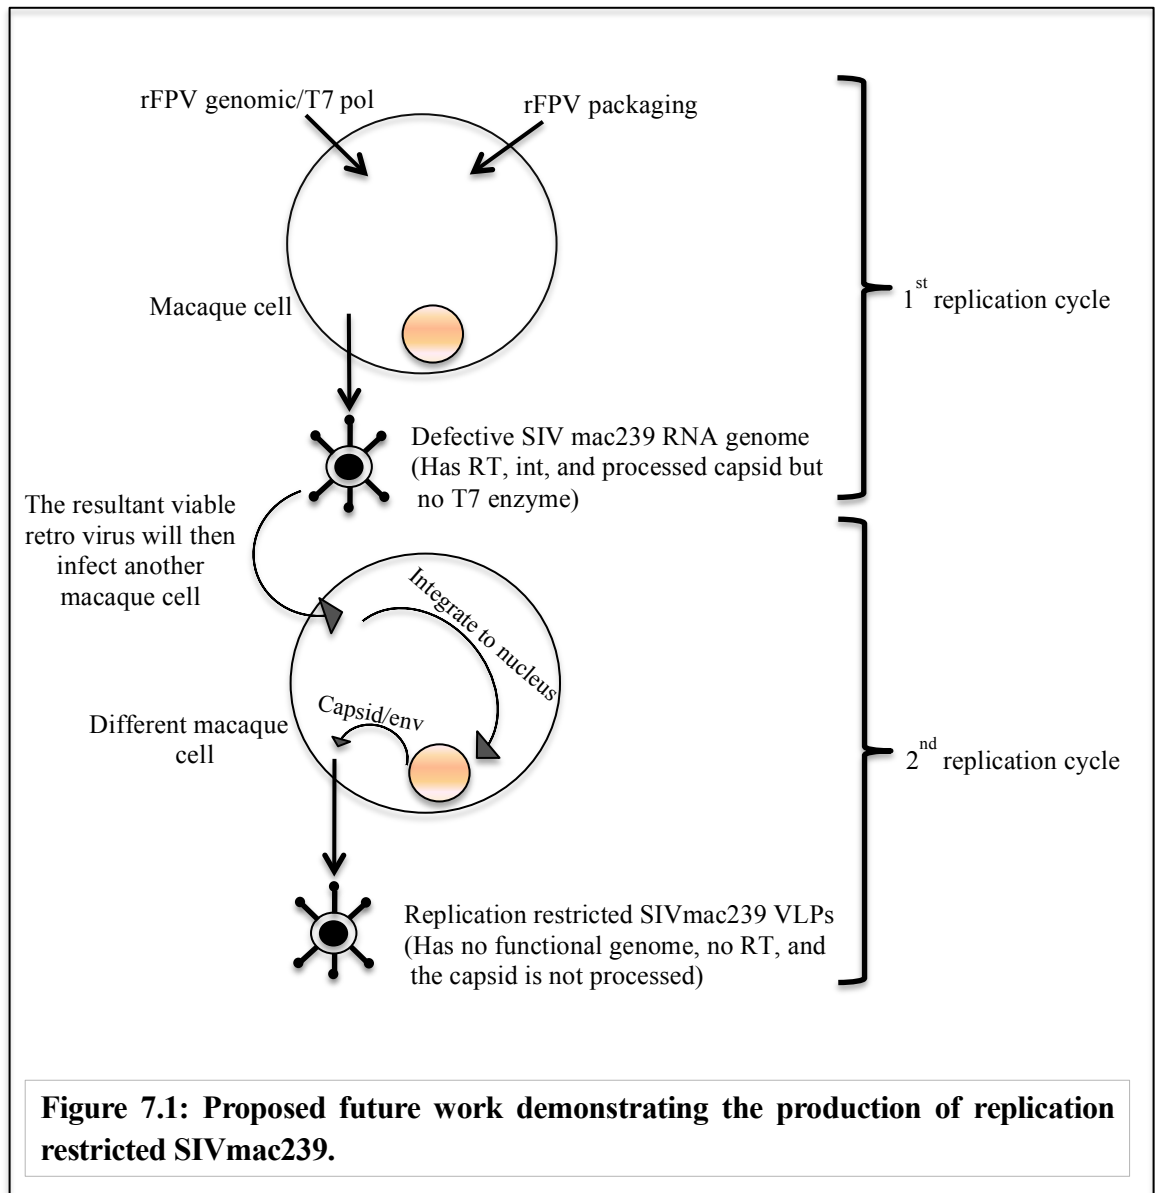 rFPV genomic/T7 pol
rFPV packaging
Macaque cell
1st replication cycle
Defective SIV mac239 RNA genome
(Has RT, int, and processed capsid but
no T7 enzyme)
The resultant viable
retro virus will then
infect another
macaque cell
Integrate to nucleus
Capsid/env
Different macaque
cell
2nd replication cycle
Replication restricted SIVmac239 VLPs
(Has no functional genome, no RT, and
the capsid is not processed)
Figure 7.1: Proposed future work demonstrating the production of replication
restricted SIVmac239.